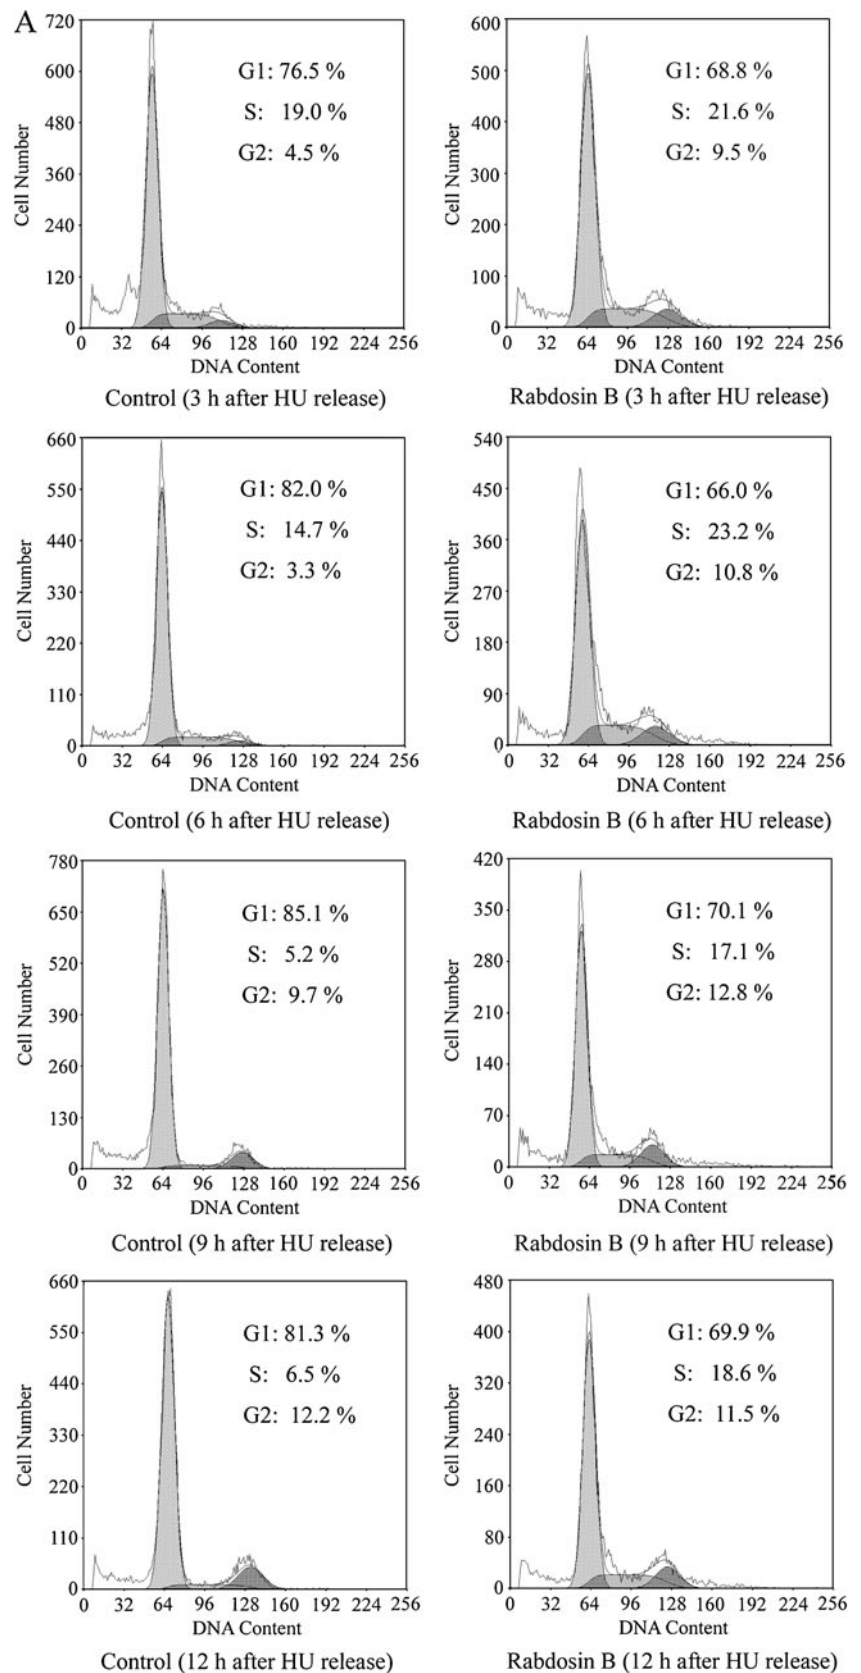 A
720
600
480
360
240
120
0
Cell Number
G1: 76.5 %
S: 19.0 %
G2: 4.5 %
0 32 64 96 128 160 192 224 256
DNA Content
Control (3 h after HU release)
600
500
400
300
200
100
0
Cell Number
G1: 68.8 %
S: 21.6 %
G2: 9.5 %
0 32 64 96 128 160 192 224 256
DNA Content
Rabdosin B (3 h after HU release)
660
550
440
330
220
110
0
Cell Number
G1: 82.0 %
S: 14.7 %
G2: 3.3 %
0 32 64 96 128 160 192 224 256
DNA Content
Control (6 h after HU release)
540
450
360
270
180
90
0
Cell Number
G1: 66.0 %
S: 23.2 %
G2: 10.8 %
0 32 64 96 128 160 192 224 256
DNA Content
Rabdosin B (6 h after HU release)
780
650
520
390
260
130
0
Cell Number
G1: 85.1 %
S: 5.2 %
G2: 9.7 %
0 32 64 96 128 160 192 224 256
DNA Content
Control (9 h after HU release)
420
350
280
210
140
70
0
Cell Number
G1: 70.1 %
S: 17.1 %
G2: 12.8 %
0 32 64 96 128 160 192 224 256
DNA Content
Rabdosin B (9 h after HU release)
660
550
440
330
220
110
0
Cell Number
G1: 81.3 %
S: 6.5 %
G2: 12.2 %
0 32 64 96 128 160 192 224 256
DNA Content
Control (12 h after HU release)
480
400
320
240
160
80
0
Cell Number
G1: 69.9 %
S: 18.6 %
G2: 11.5 %
0 32 64 96 128 160 192 224 256
DNA Content
Rabdosin B (12 h after HU release)